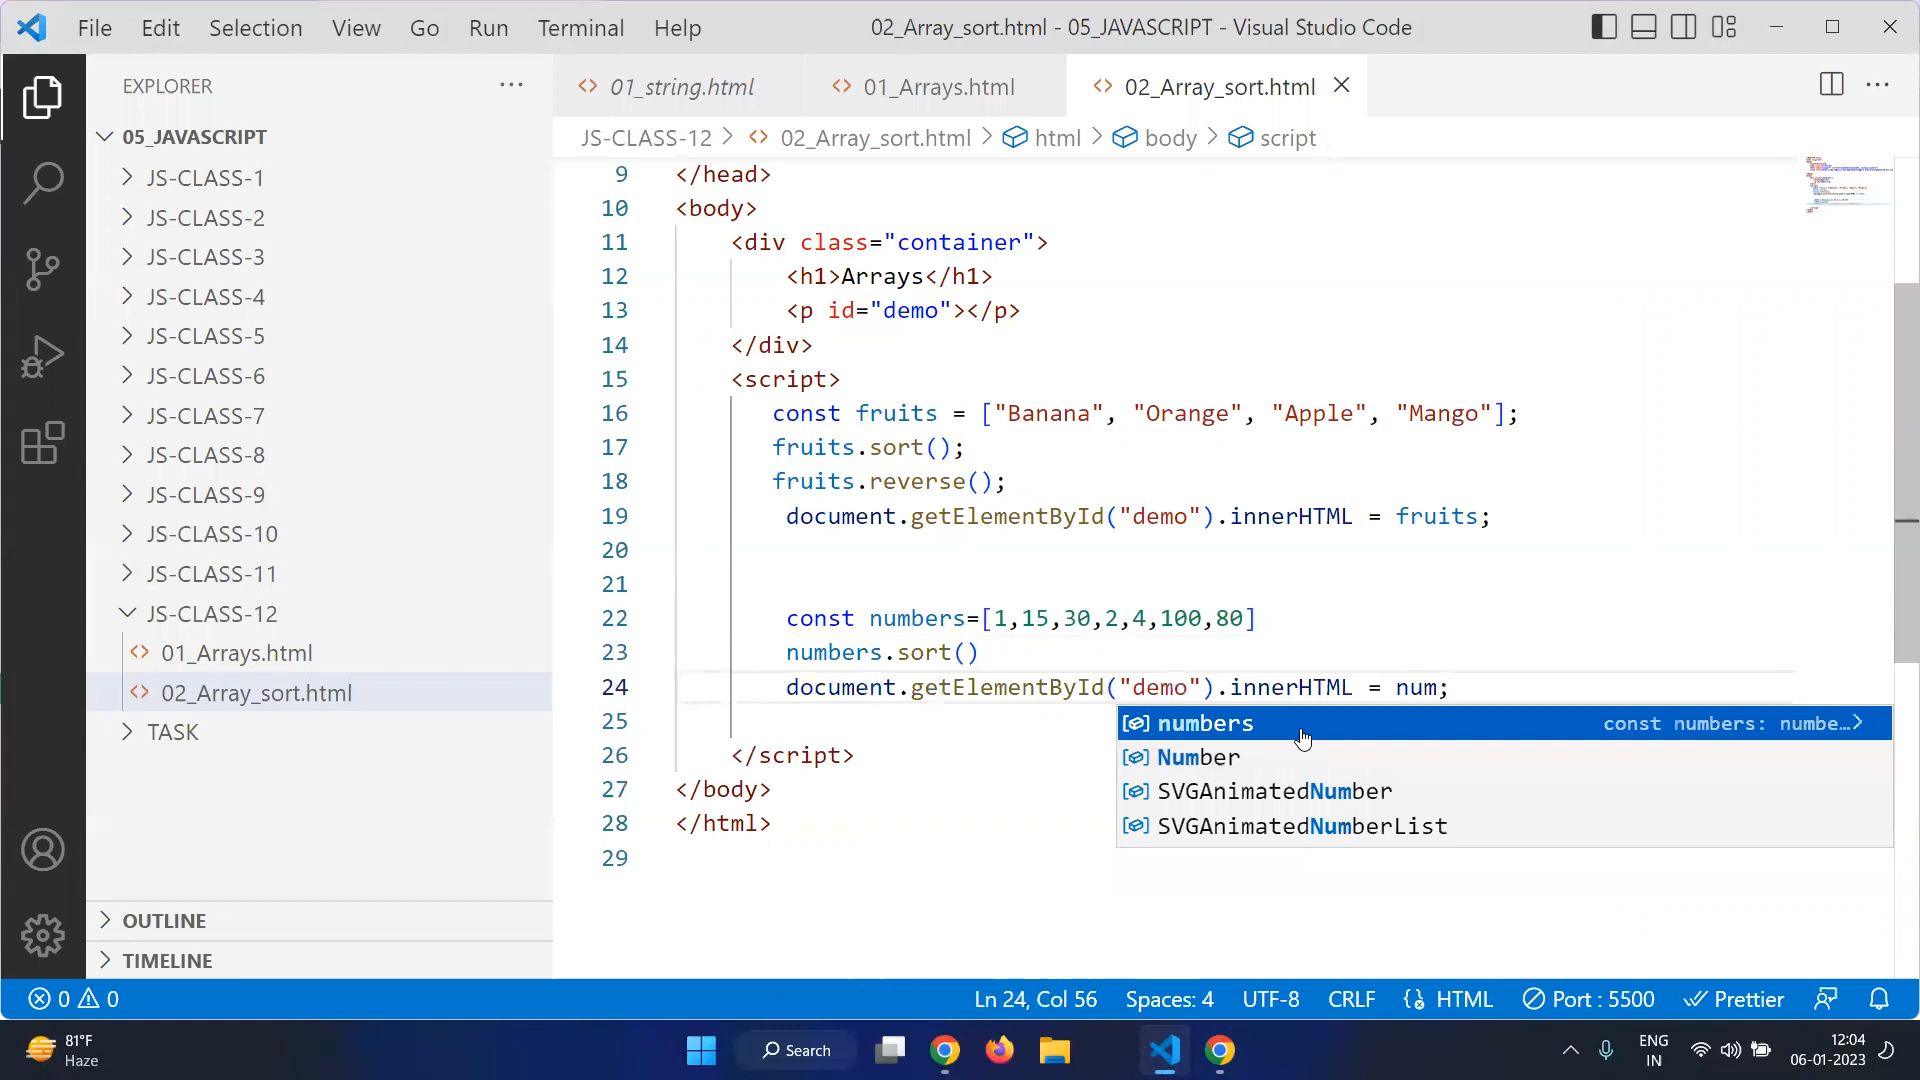 File Edit Selection View Go Run Terminal Help 02_Array_sort.html - 05_JAVASCRIPT - Visual Studio Code
EXPLORER
01_string.html 01_Arrays.html 02_Array_sort.html
05_JAVASCRIPT
JS-CLASS-12 > 02_Array_sort.html > html > body > script
JS-CLASS-1
JS-CLASS-2
JS-CLASS-3
JS-CLASS-4
JS-CLASS-5
JS-CLASS-6
JS-CLASS-7
JS-CLASS-8
JS-CLASS-9
JS-CLASS-10
JS-CLASS-11
JS-CLASS-12
01_Arrays.html
02_Array_sort.html
TASK
OUTLINE
TIMELINE
9 </head>
10 <body>
11 <div class="container">
12 <h1>Arrays</h1>
13 <p id="demo"></p>
14 </div>
15 <script>
16 const fruits = ["Banana", "Orange", "Apple", "Mango"];
17 fruits.sort();
18 fruits.reverse();
19 document.getElementById("demo").innerHTML = fruits;
20
21
22 const numbers=[1,15,30,2,4,100,80]
23 numbers.sort()
24 document.getElementById("demo").innerHTML = num;
25
26 </script>
27 </body>
28 </html>
29
numbers const numbers: numbe…
Number
SVGAnimatedNumber
SVGAnimatedNumberList
0 0 Ln 24, Col 56 Spaces: 4 UTF-8 CRLF HTML Port : 5500 Prettier
81°F
Haze
Search
ENG
IN
12:04
06-01-2023